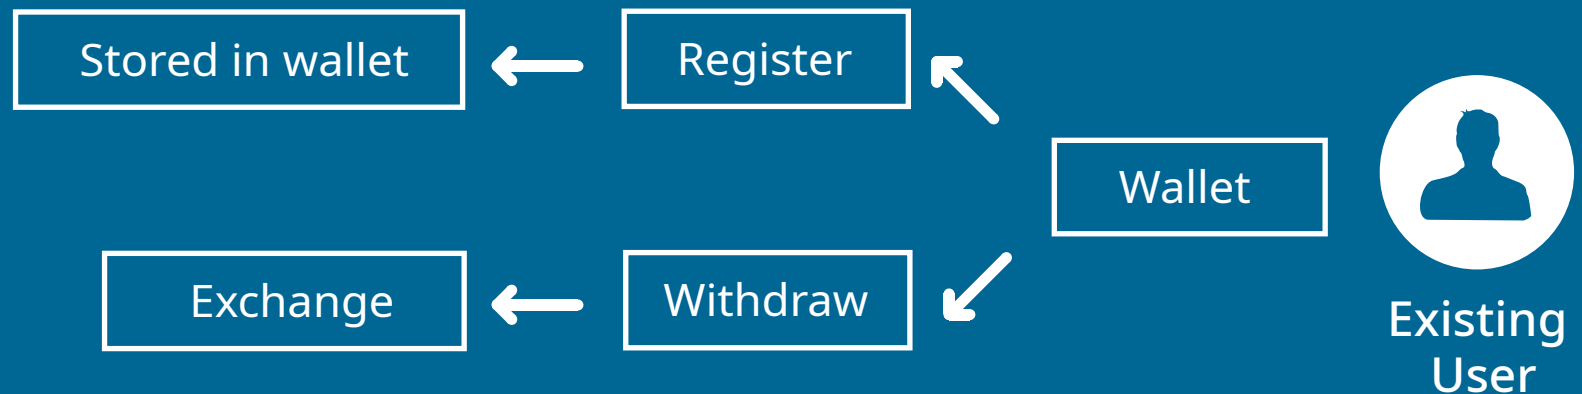 Stored in wallet
Register
Wallet
Exchange
Withdraw
Existing
User